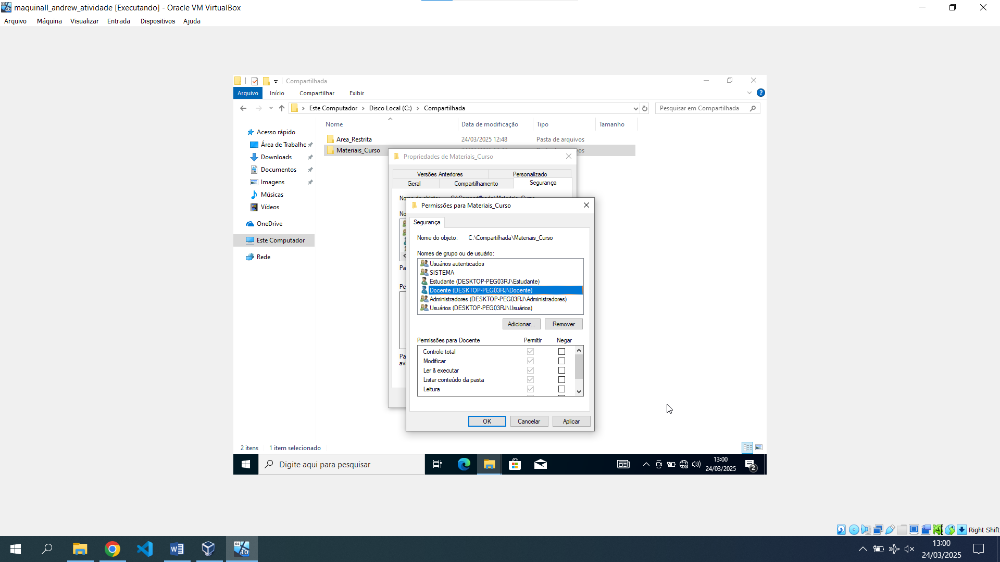 maquinaII_andrew_atividade [Executando] - Oracle VM VirtualBox
Arquivo Máquina Visualizar Entrada Dispositivos Ajuda
Compartilhada
Arquivo Início Compartilhar Exibir
Este Computador Disco Local (C:) Compartilhada
Pesquisar em Compartilhada
Nome Data de modificação Tipo Tamanho
Acesso rápido
Área de Trabalho
Downloads
Documentos
Imagens
Músicas
Vídeos
OneDrive
Este Computador
Rede
Area_Restrita 24/03/2025 12:48 Pasta de arquivos
Materiais_Curso
Propriedades de Materiais_Curso
Versões Anteriores Personalizado
Geral Compartilhamento Segurança
Permissões para Materiais_Curso
Segurança
Nome do objeto: C:\Compartilhada\Materiais_Curso
Nomes de grupo ou de usuário:
Usuários autenticados
SISTEMA
Estudante (DESKTOP-PEG03RJ\Estudante)
Docente (DESKTOP-PEG03RJ\Docente)
Administradores (DESKTOP-PEG03RJ\Administradores)
Usuários (DESKTOP-PEG03RJ\Usuários)
Adicionar... Remover
Permissões para Docente Permitir Negar
Controle total
Modificar
Ler & executar
Listar conteúdo da pasta
Leitura
OK Cancelar Aplicar
2 itens 1 item selecionado
Digite aqui para pesquisar
13:00
24/03/2025
2
Right Shift
64
10
13:00
24/03/2025